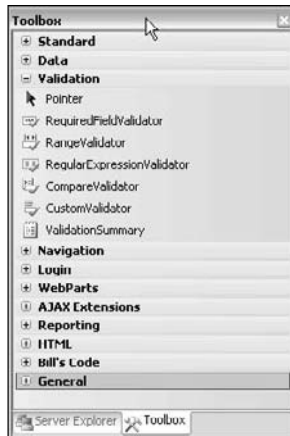 Toolbox
Standard
Data
Validation
Pointer
RequiredFieldValidator
RangeValidator
RegularExpressionValidator
CompareValidator
CustomValidator
ValidationSummary
Navigation
Login
WebParts
AJAX Extensions
Reporting
HTML
Bill's Code
General
Server Explorer Toolbox